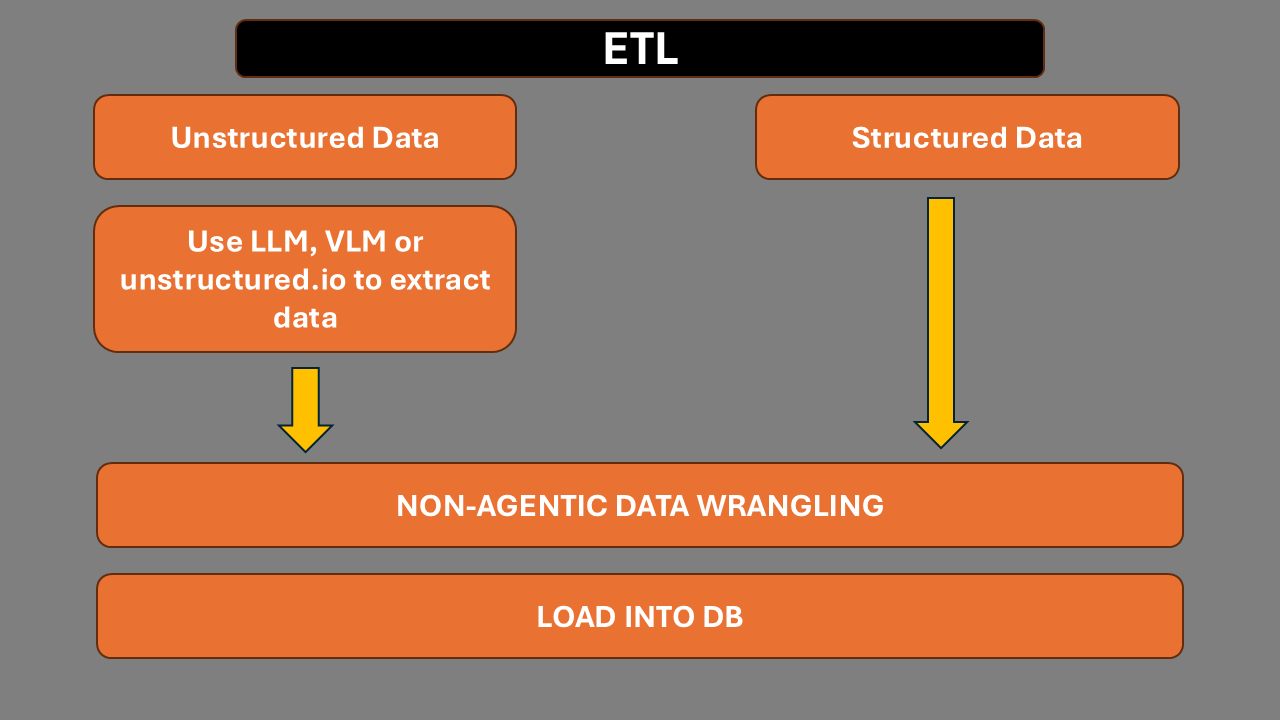 ETL
Unstructured Data
Structured Data
Use LLM, VLM or
unstructured.io to extract
data
NON-AGENTIC DATA WRANGLING
LOAD INTO DB